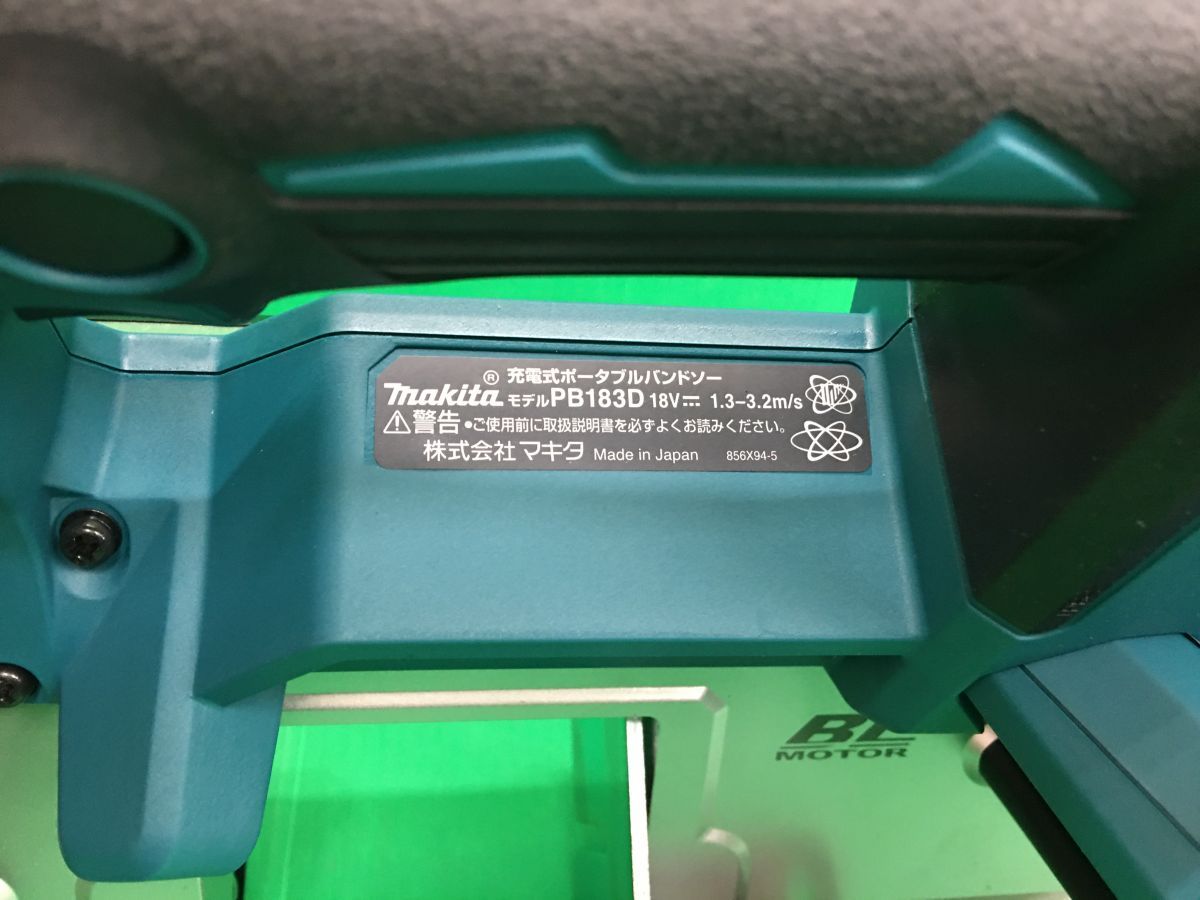 充電式ポータブルバンドソー
makita® モデル PB183D 18V⎓ 1.3-3.2m/s
⚠警告 •ご使用前に取扱説明書を必ずよくお読みください。
株式会社 マキタ Made in Japan 856X94-5
BL
MOTOR